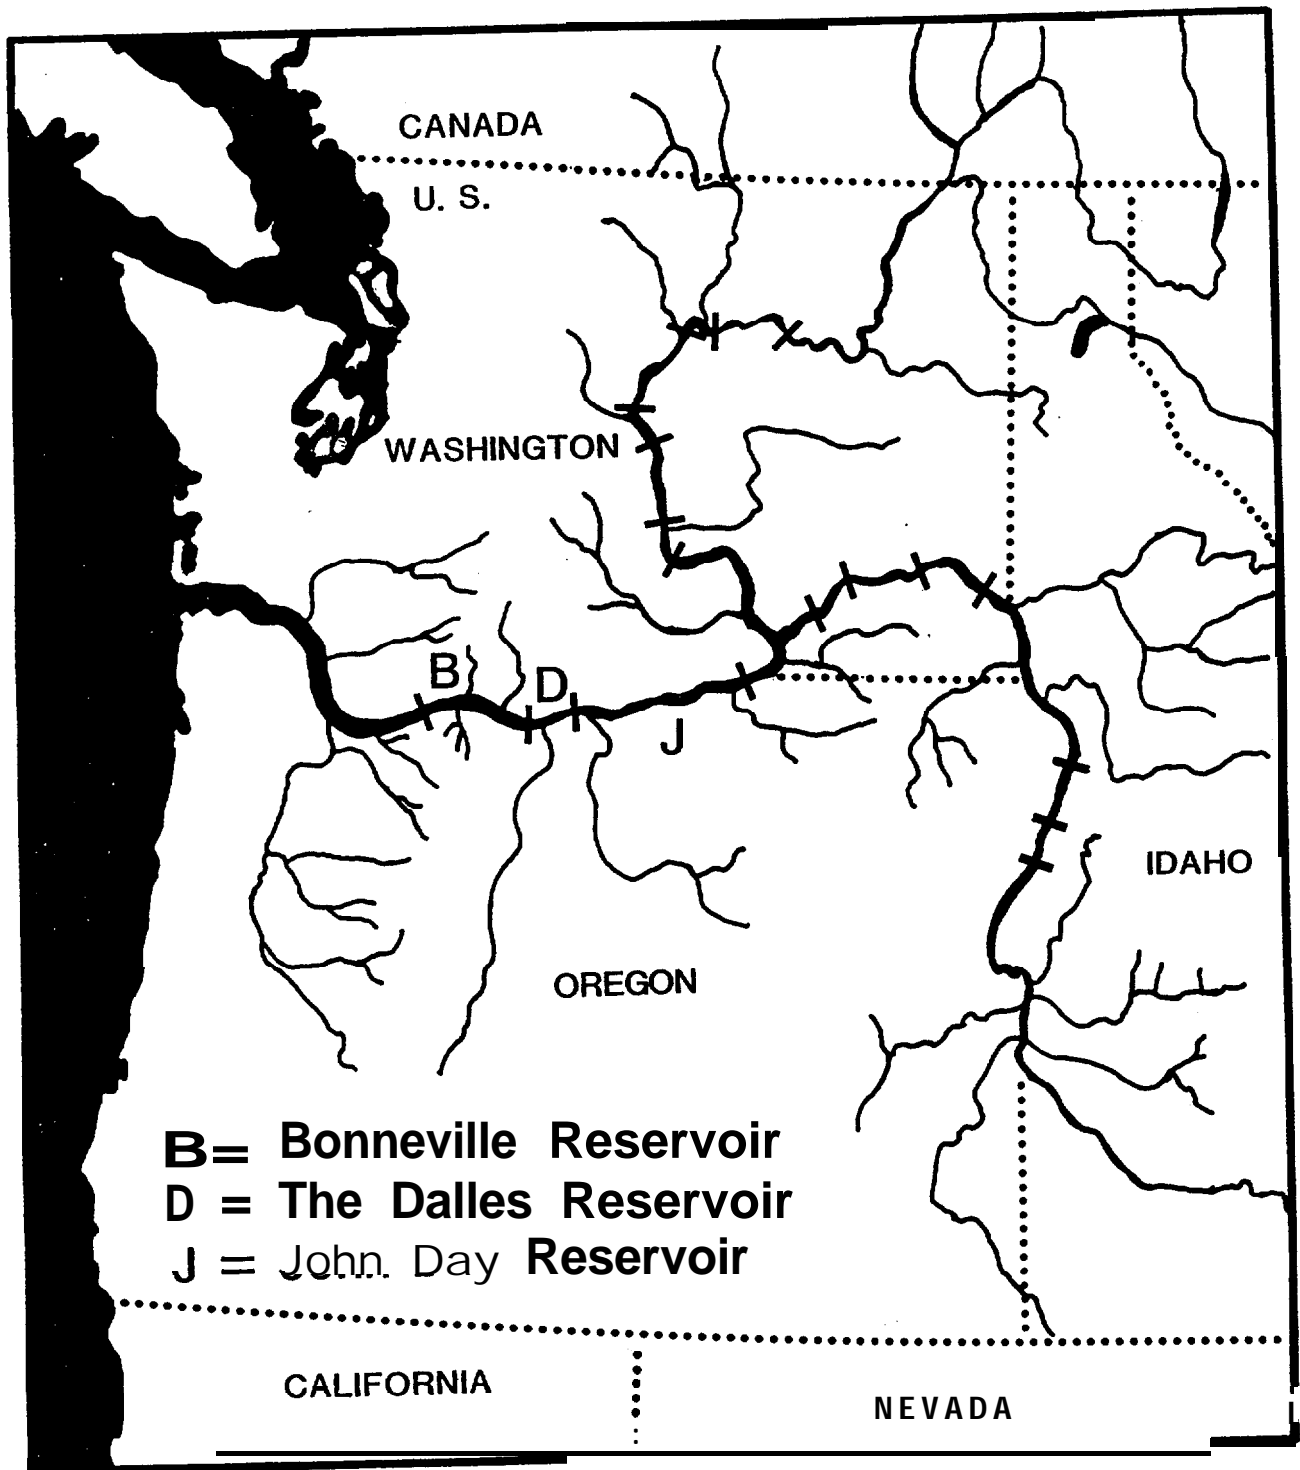 CANADA
U. S.
WASHINGTON
B
D
J
IDAHO
OREGON
B= Bonneville Reservoir
D = The Dalles Reservoir
J = John Day Reservoir
CALIFORNIA
NEVADA